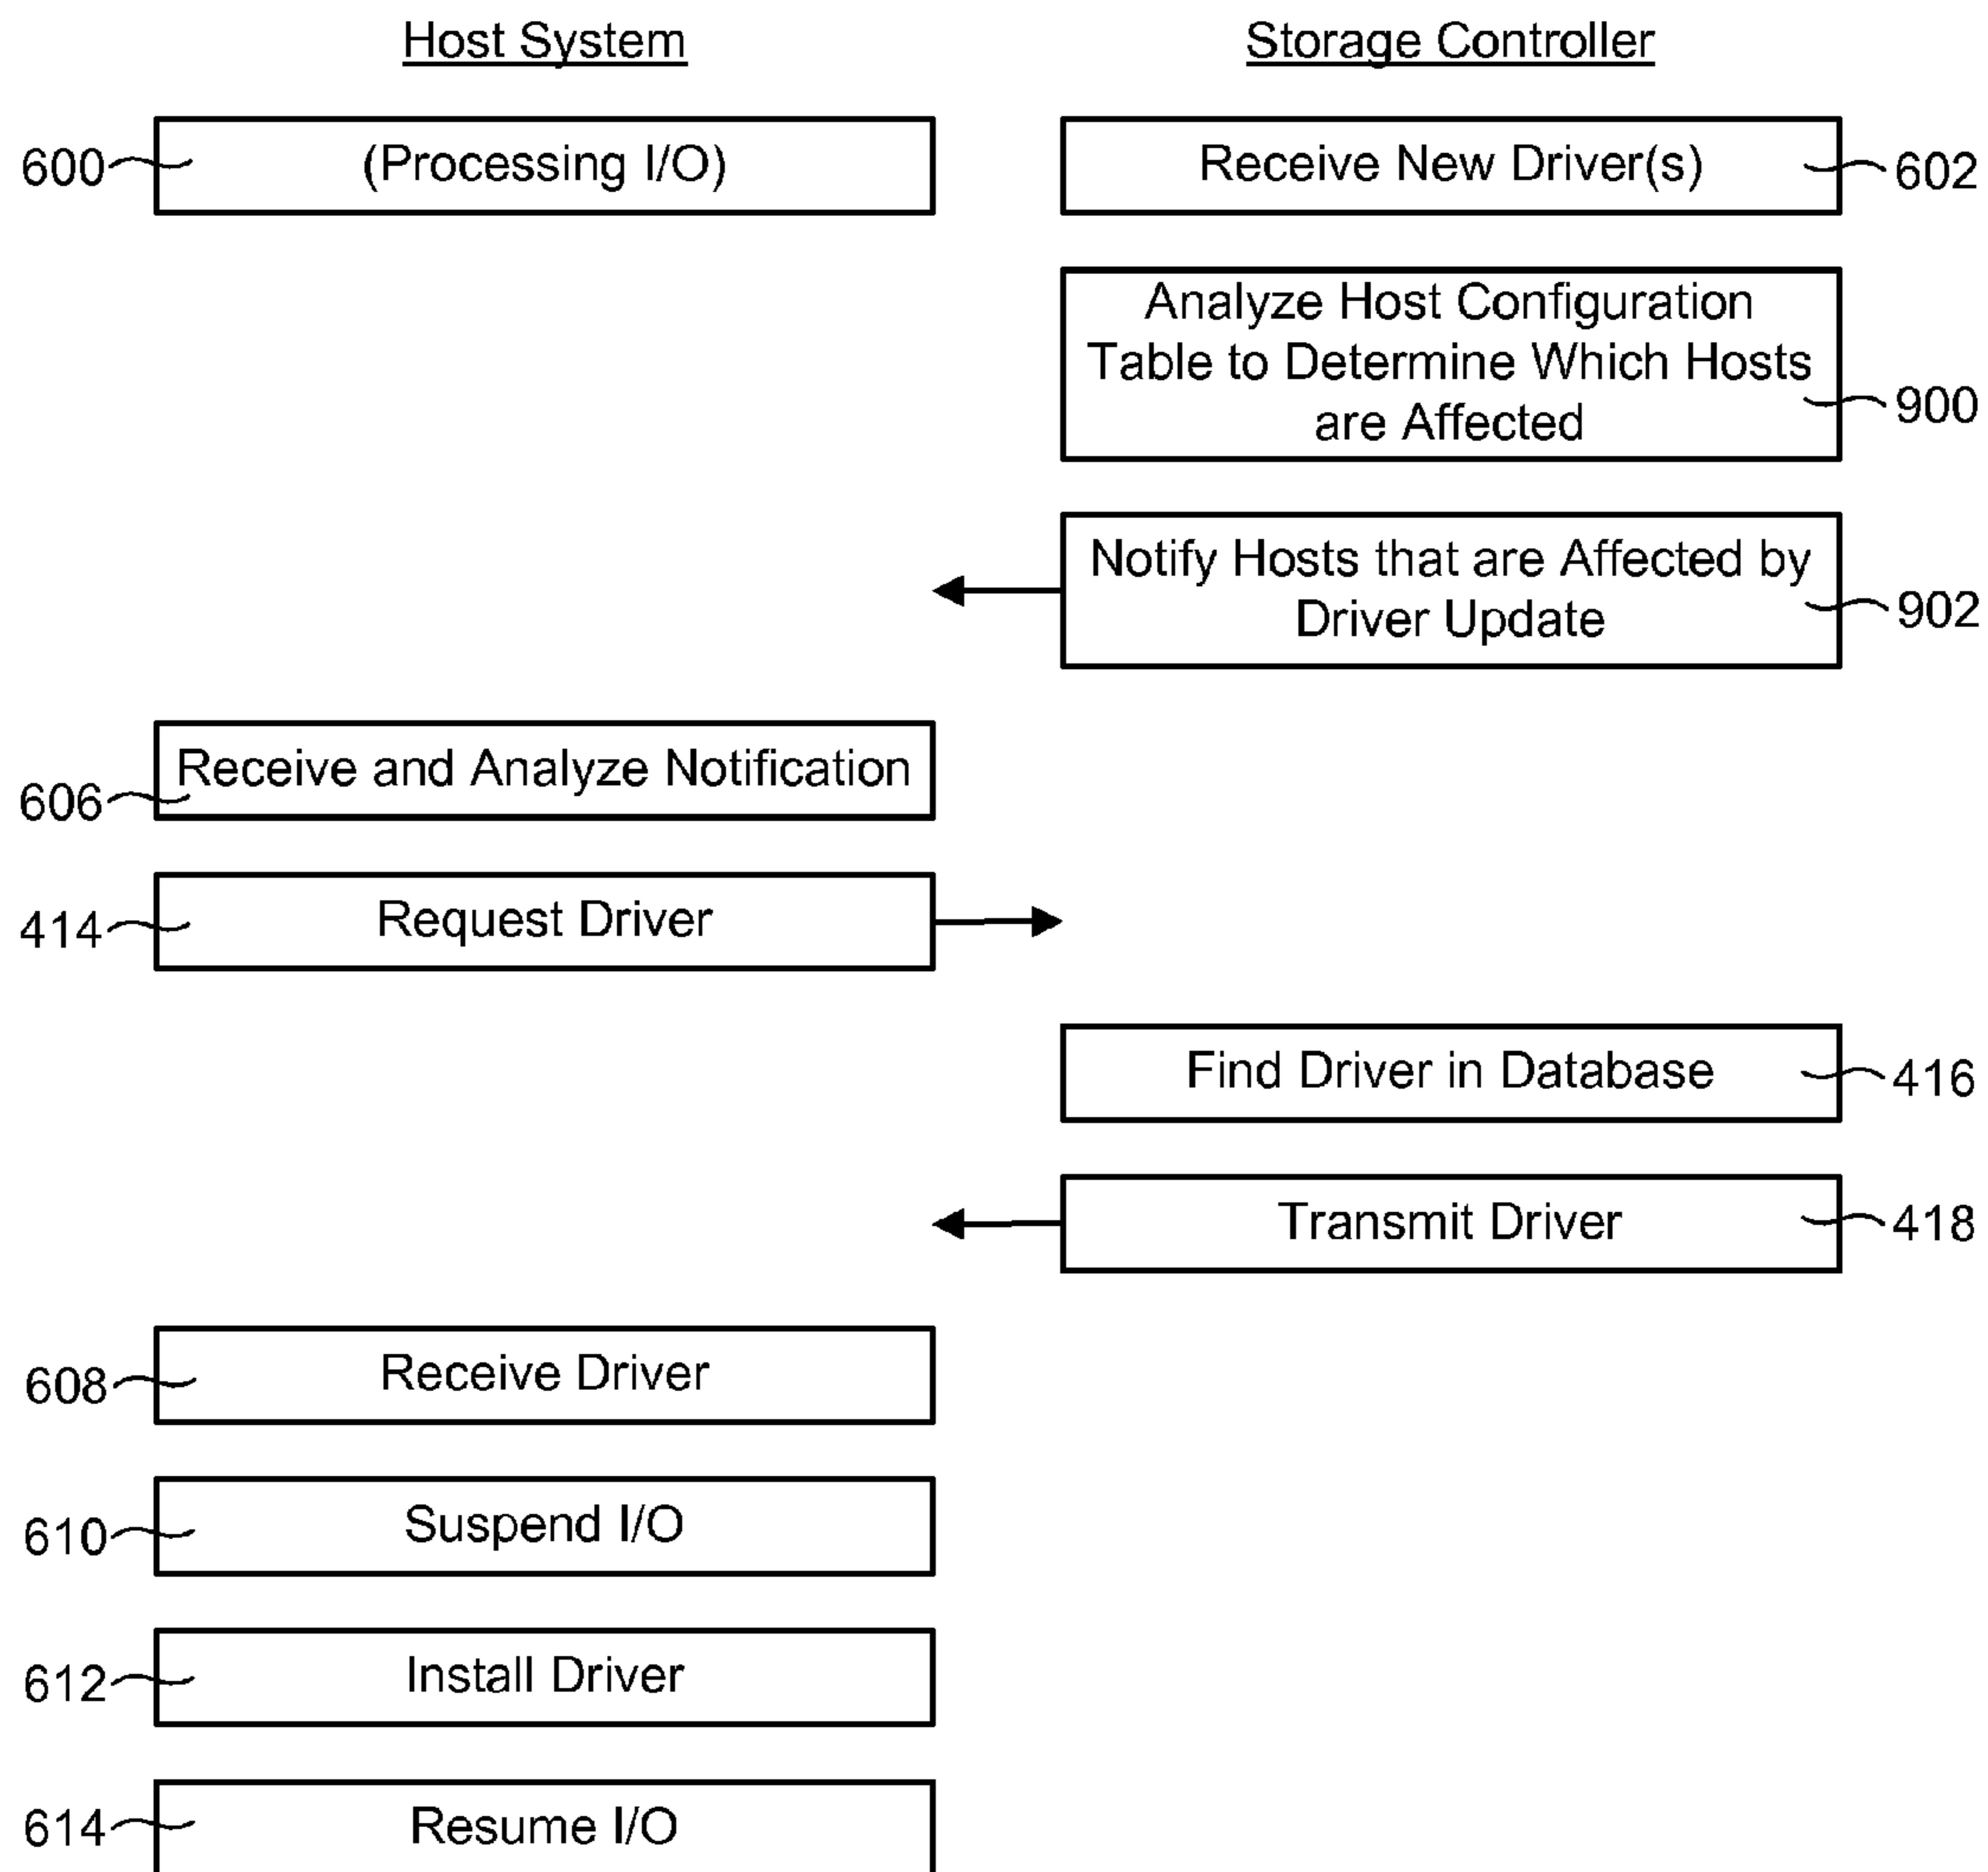 Host System
Storage Controller
600
(Processing I/O)
Receive New Driver(s)
602
Analyze Host Configuration
Table to Determine Which Hosts
are Affected
900
Notify Hosts that are Affected by
Driver Update
902
Receive and Analyze Notification
606
414
Request Driver
Find Driver in Database
416
Transmit Driver
418
608
Receive Driver
610
Suspend I/O
612
Install Driver
614
Resume I/O